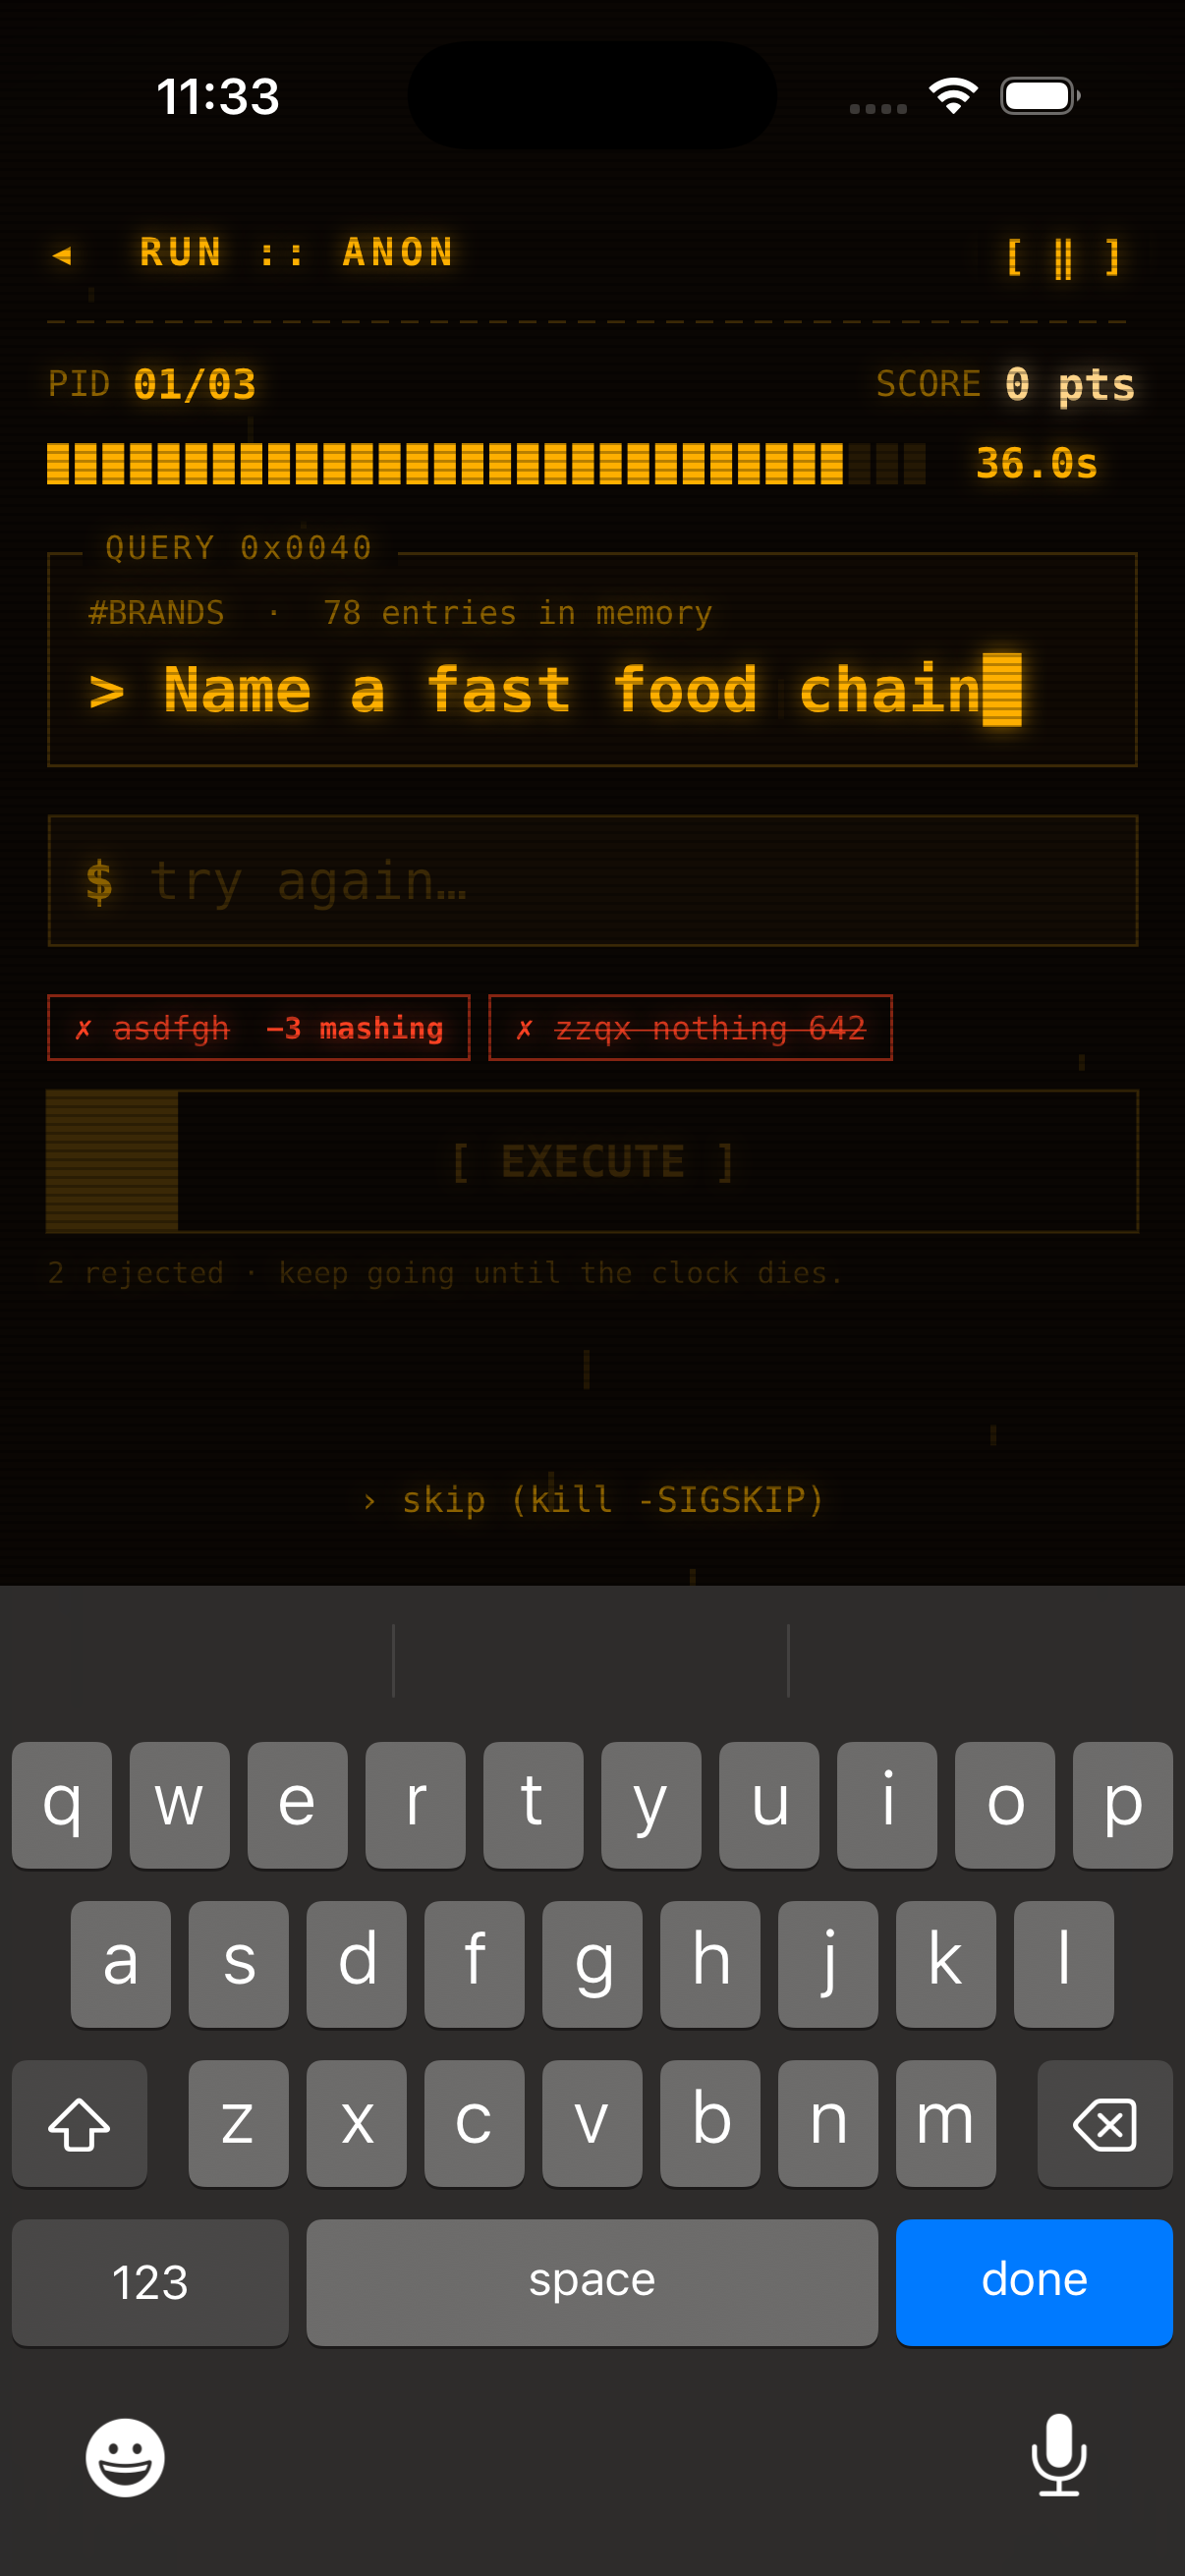 11:33
◂ RUN :: ANON [ ‖ ]
PID 01/03 SCORE 0 pts
36.0s
QUERY 0x0040
#BRANDS · 78 entries in memory
> Name a fast food chain
$ try again…
✗ asdfgh −3 mashing ✗ zzqx nothing 642
[ EXECUTE ]
2 rejected · keep going until the clock dies.
› skip (kill -SIGSKIP)
q w e r t y u i o p
a s d f g h j k l
z x c v b n m
123 space done